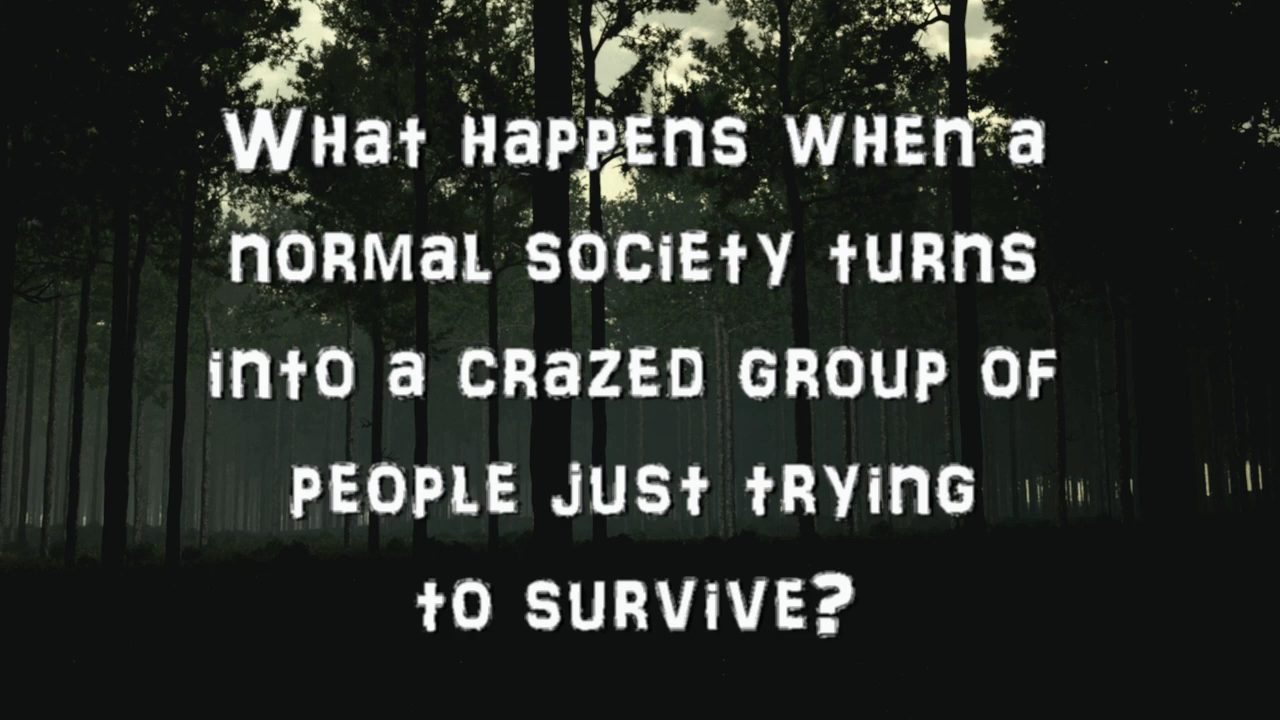 What happens when a
normal society turns
into a crazed group of
people just trying
to survive?